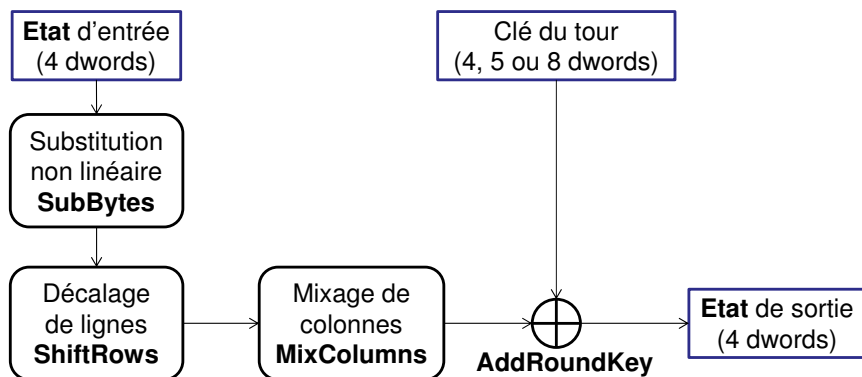 Etat d'entrée
(4 dwords)
Clé du tour
(4, 5 ou 8 dwords)
Substitution
non linéaire
SubBytes
Décalage
de lignes
ShiftRows
Mixage de
colonnes
MixColumns
AddRoundKey
Etat de sortie
(4 dwords)